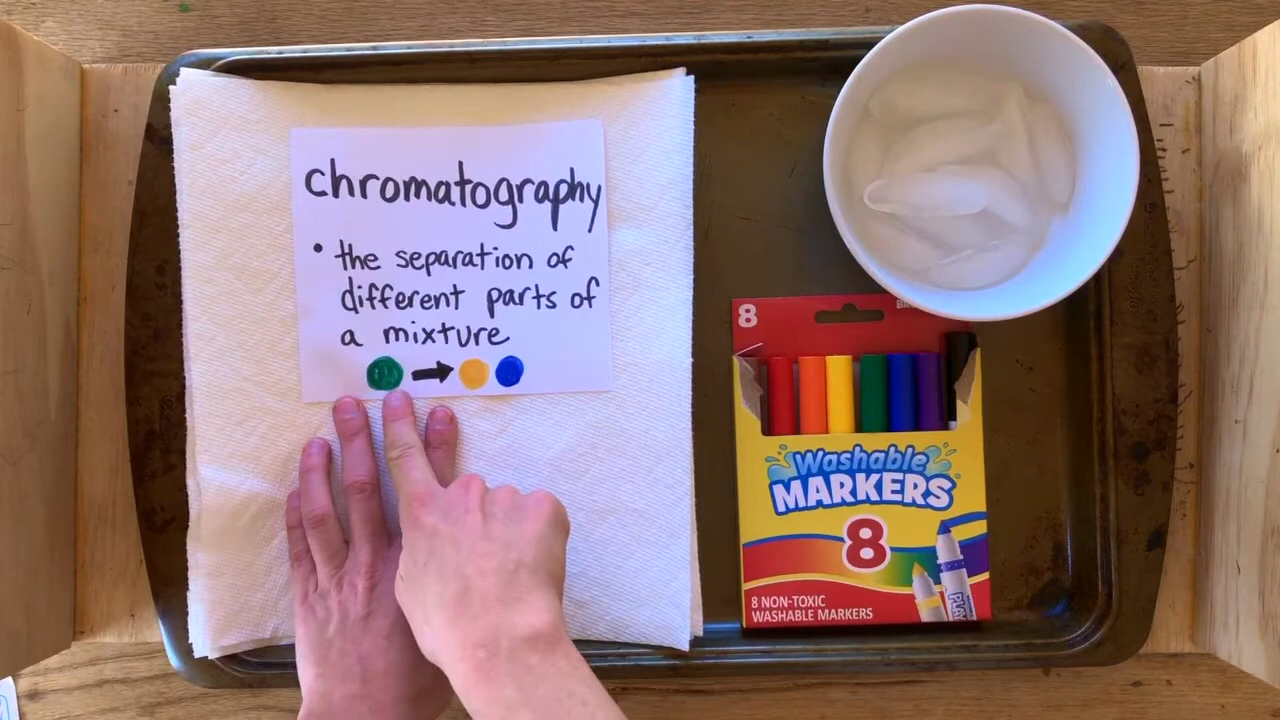 chromatography
• the separation of
different parts of
a mixture
8
Washable
MARKERS
8
8 NON-TOXIC
WASHABLE MARKERS